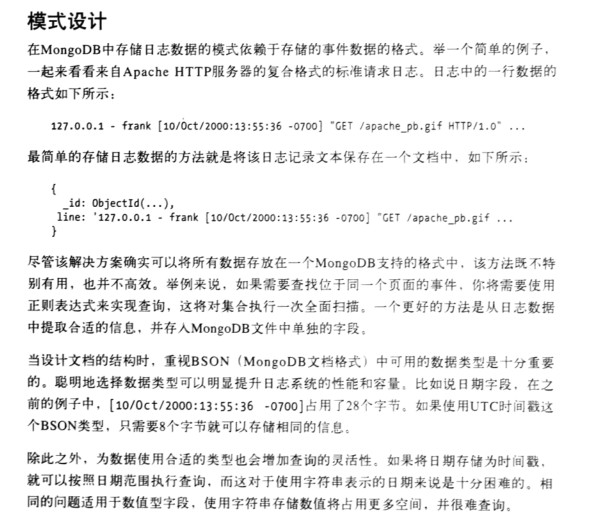 模式设计
在MongoDB中存储日志数据的模式依赖于存储的事件数据的格式。举一个简单的例子，
一起来看看来自Apache HTTP服务器的复合格式的标准请求日志。日志中的一行数据的
格式如下所示：
127.0.0.1 - frank [10/Oct/2000:13:55:36 -0700] "GET /apache_pb.gif HTTP/1.0" ...
最简单的存储日志数据的方法就是将该日志记录文本保存在一个文档中，如下所示：
{
_id: ObjectId(...),
line: '127.0.0.1 - frank [10/Oct/2000:13:55:36 -0700] "GET /apache_pb.gif ...
}
尽管该解决方案确实可以将所有数据存放在一个MongoDB支持的格式中，该方法既不特
别有用，也并不高效。举例来说，如果需要查找位于同一个页面的事件，你将需要使用
正则表达式来实现查询，这将对集合执行一次全面扫描。一个更好的方法是从日志数据
中提取合适的信息，并存入MongoDB文件中单独的字段。
当设计文档的结构时，重视BSON（MongoDB文档格式）中可用的数据类型是十分重要
的。聪明地选择数据类型可以明显提升日志系统的性能和容量。比如说日期字段，在之
前的例子中，[10/Oct/2000:13:55:36 -0700]占用了28个字节。如果使用UTC时间戳这
个BSON类型，只需要8个字节就可以存储相同的信息。
除此之外，为数据使用合适的类型也会增加查询的灵活性。如果将日期存储为时间戳，
就可以按照日期范围执行查询，而这对于使用字符串表示的日期来说是十分困难的。相
同的问题适用于数值型字段，使用字符串存储数值将占用更多空间，并很难查询。